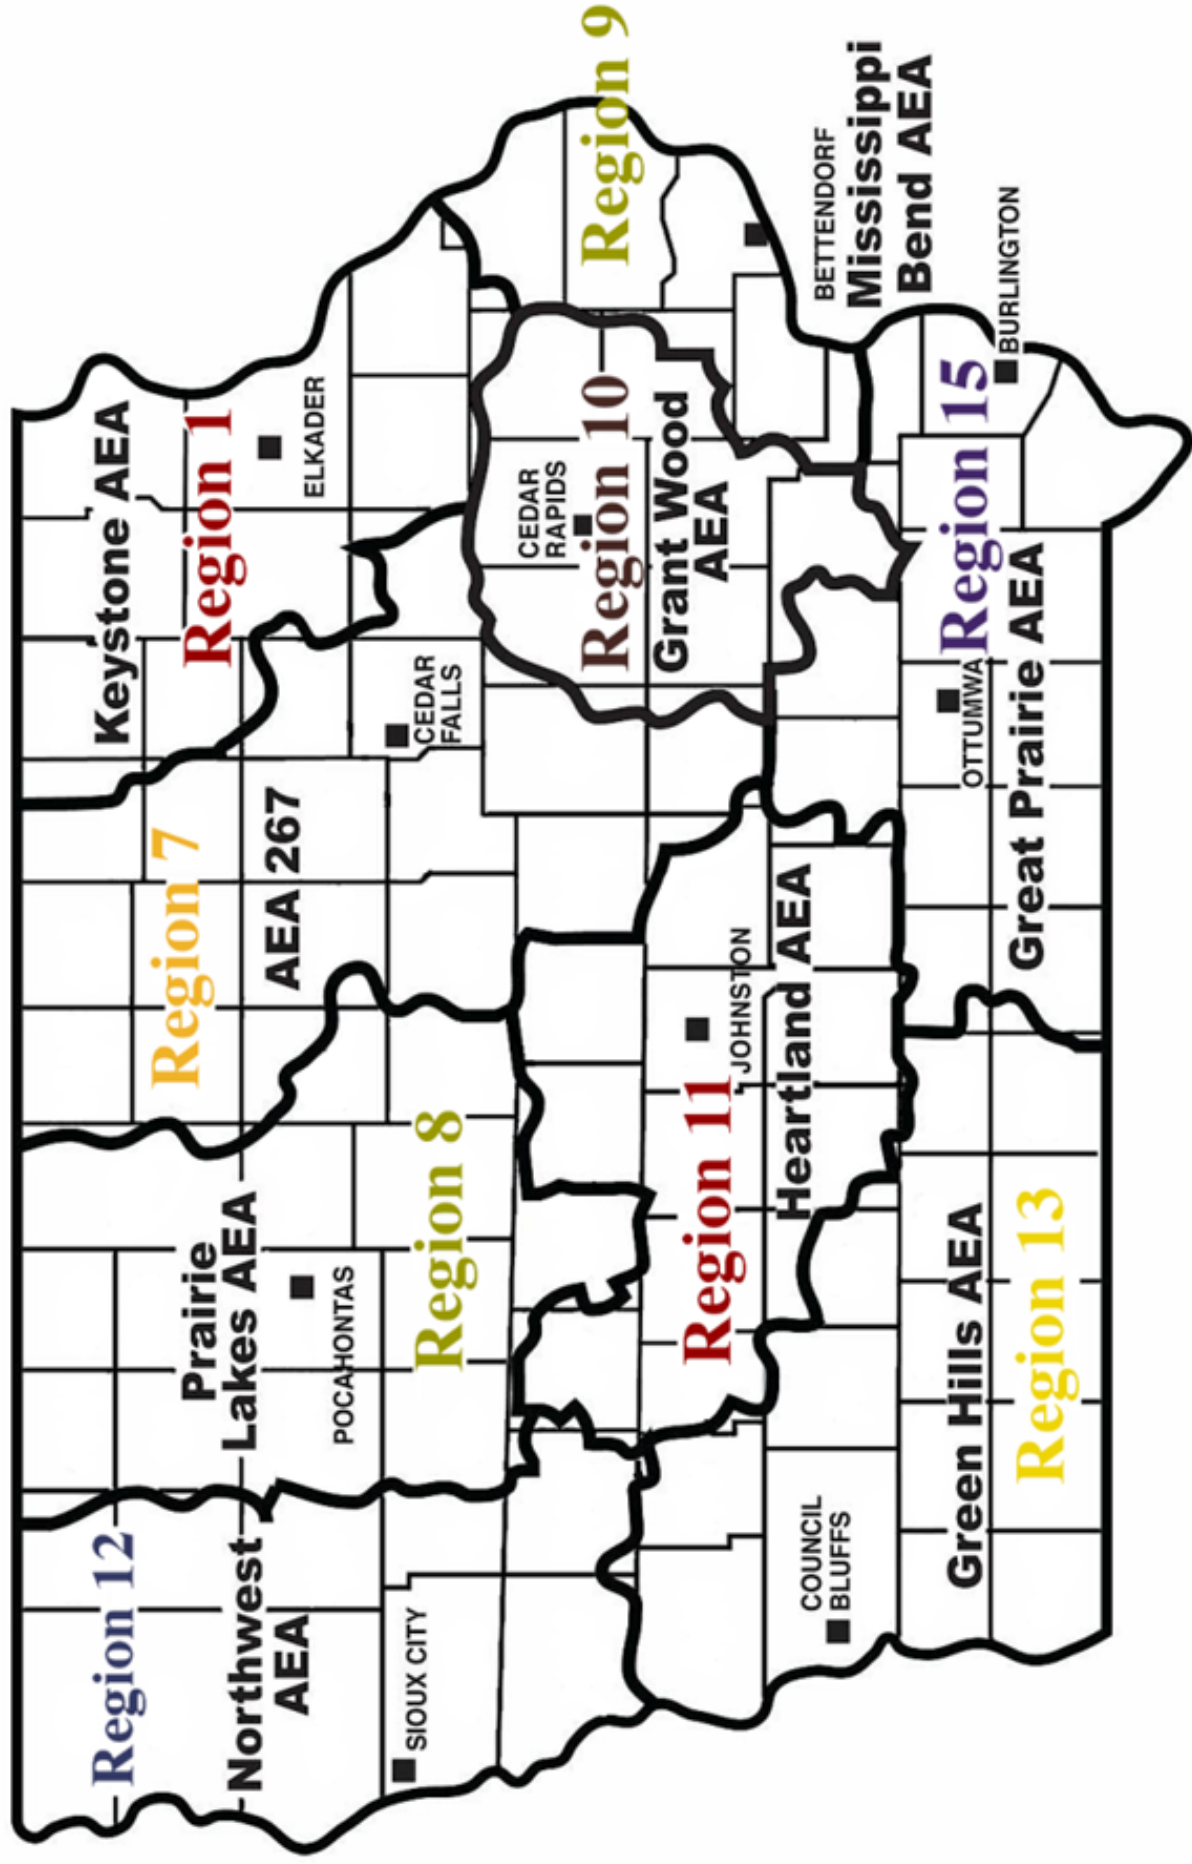 Region 12
Northwest
AEA
SIOUX CITY
Prairie
Lakes AEA
POCAHONTAS
Region 8
Region 7
AEA 267
CEDAR
FALLS
Keystone AEA
Region 1
ELKADER
Region 9
BETTENDORF
Mississippi
Bend AEA
CEDAR
RAPIDS
Region 10
Grant Wood
AEA
Region 11
JOHNSTON
Heartland AEA
COUNCIL
BLUFFS
Green Hills AEA
Region 13
Region 15
OTTUMWA
Great Prairie AEA
BURLINGTON